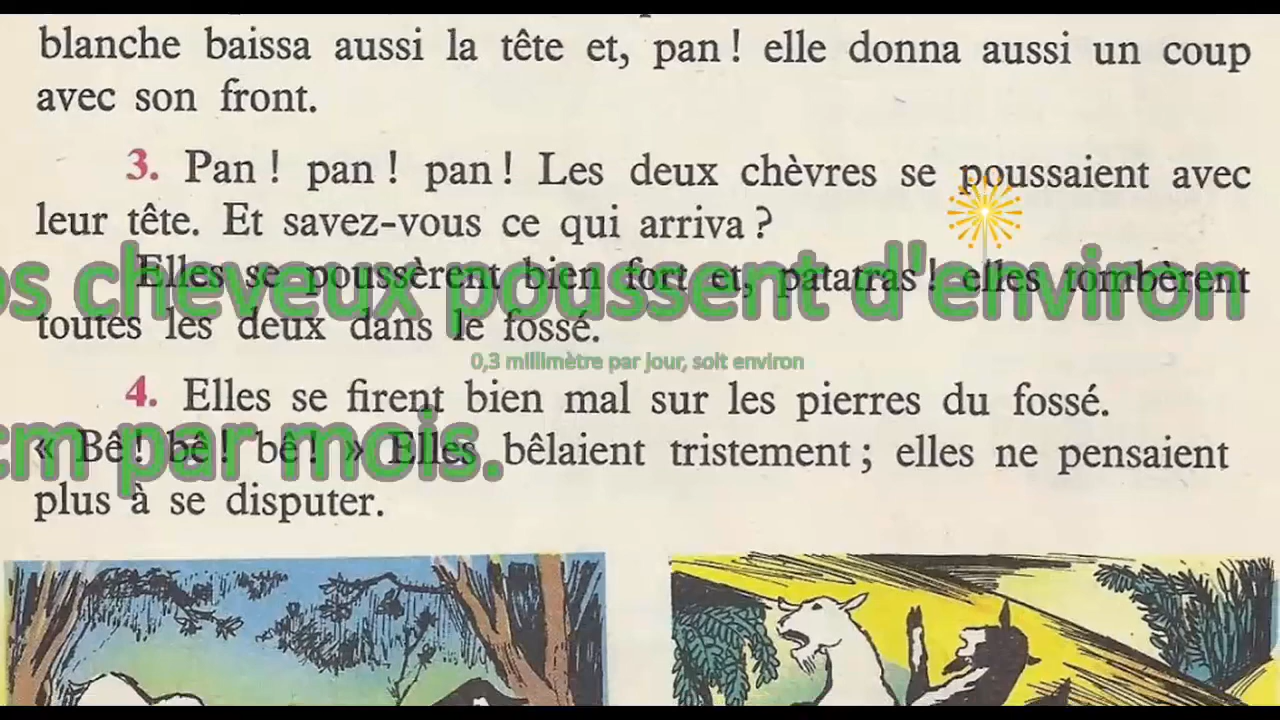 blanche baissa aussi la tête et, pan ! elle donna aussi un coup
avec son front.
3. Pan ! pan ! pan ! Les deux chèvres se poussaient avec
leur tête. Et savez-vous ce qui arriva ?
Elles se poussèrent bien fort et, patatras ! elles tombèrent
toutes les deux dans le fossé.
4. Elles se firent bien mal sur les pierres du fossé.
« Bê ! bê ! bê ! » Elles bêlaient tristement ; elles ne pensaient
plus à se disputer.
cheveux poussent d'environ
0,3 millimètre par jour, soit environ
cm par mois.